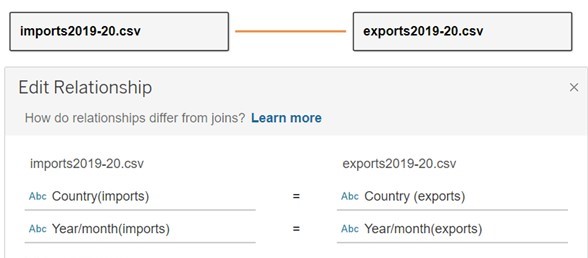 imports2019-20.csv exports2019-20.csv
Edit Relationship ×
How do relationships differ from joins? Learn more
imports2019-20.csv exports2019-20.csv
Abc Country(imports) = Abc Country (exports)
Abc Year/month(imports) = Abc Year/month(exports)